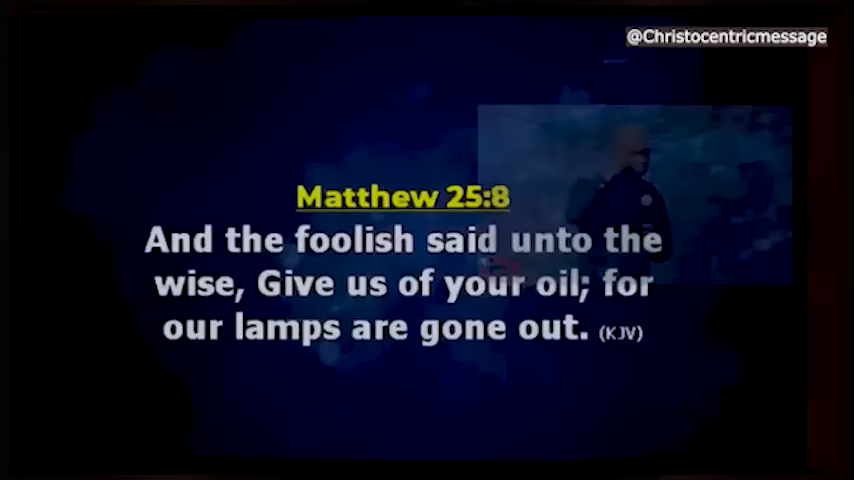 @Christocentricmessage
Matthew 25:8
And the foolish said unto the
wise, Give us of your oil; for
our lamps are gone out. (KJV)